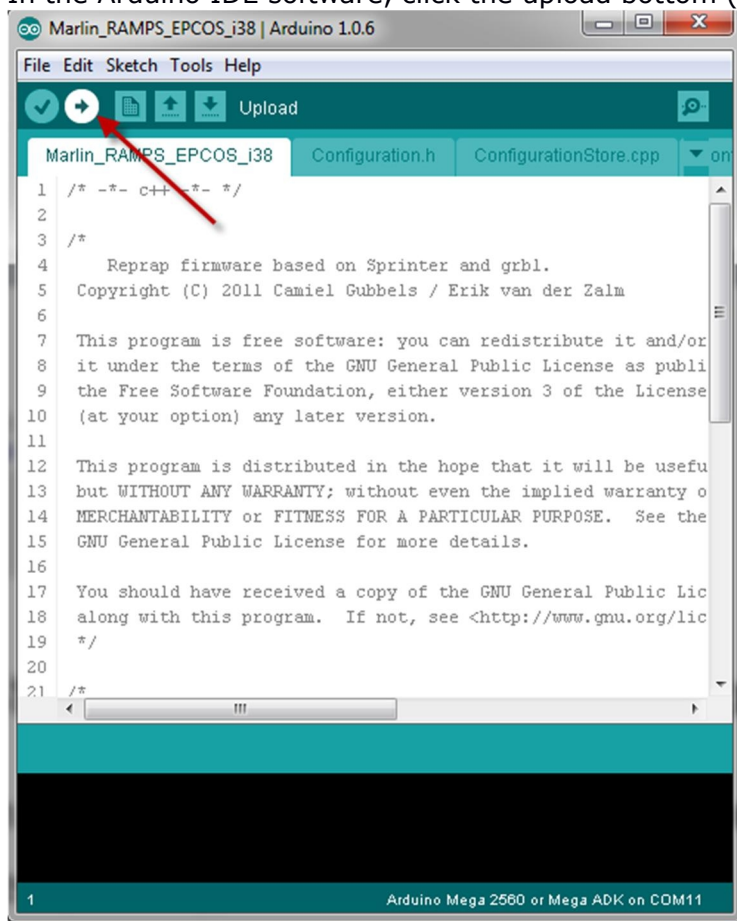 In the Arduino IDE software, click the upload bottom (
Marlin_RAMPS_EPCOS_i38 | Arduino 1.0.6
File Edit Sketch Tools Help
Upload
Marlin_RAMPS_EPCOS_i38 Configuration.h ConfigurationStore.cpp on
1 /* -*- c++ -*- */
2
3 /*
4 Reprap firmware based on Sprinter and grbl.
5 Copyright (C) 2011 Camiel Gubbels / Erik van der Zalm
6
7 This program is free software: you can redistribute it and/or
8 it under the terms of the GNU General Public License as publi
9 the Free Software Foundation, either version 3 of the License
10 (at your option) any later version.
11
12 This program is distributed in the hope that it will be usefu
13 but WITHOUT ANY WARRANTY; without even the implied warranty o
14 MERCHANTABILITY or FITNESS FOR A PARTICULAR PURPOSE. See the
15 GNU General Public License for more details.
16
17 You should have received a copy of the GNU General Public Lic
18 along with this program. If not, see <http://www.gnu.org/lic
19 */
20
21 /*
1 Arduino Mega 2560 or Mega ADK on COM11